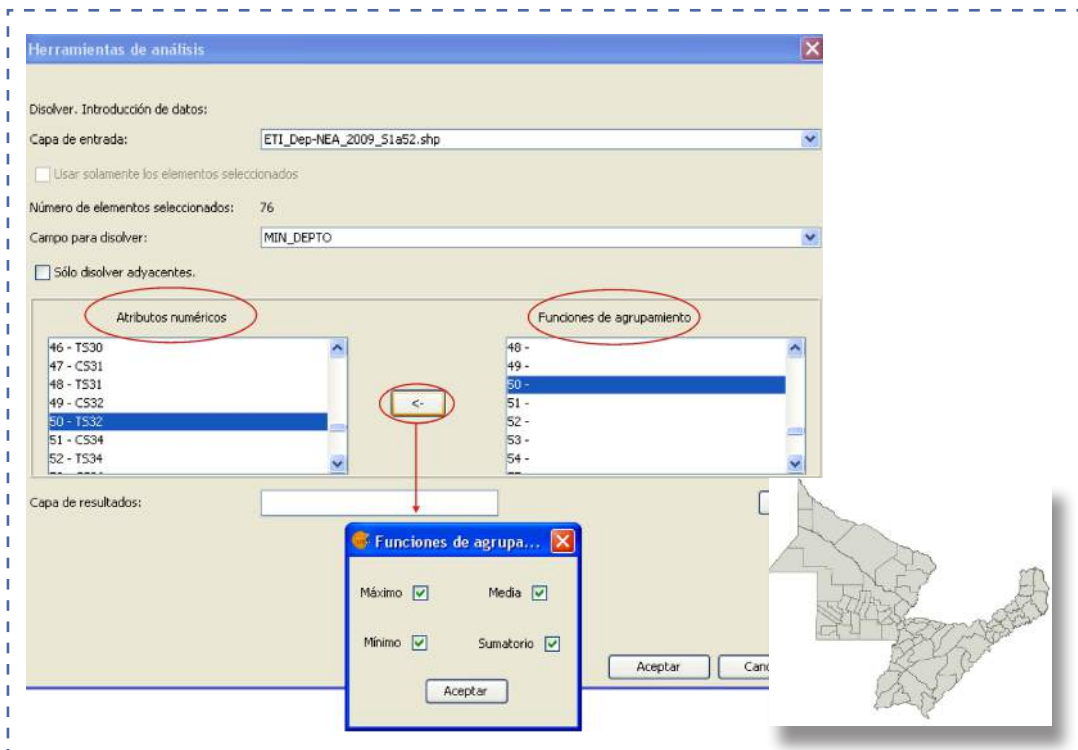 Herramientas de análisis
Disolver. Introducción de datos:
Capa de entrada: ETI_Dep-NEA_2009_S1a52.shp
Usar solamente los elementos seleccionados
Número de elementos seleccionados: 76
Campo para disolver: MIN_DEPTO
Sólo disolver adyacentes.
Atributos numéricos
Funciones de agrupamiento
46 - TS30
47 - CS31
48 - TS31
49 - CS32
50 - TS32
51 - CS34
52 - TS34
<-
48 -
49 -
50 -
51 -
52 -
53 -
54 -
Capa de resultados:
Funciones de agrupa...
Máximo
Media
Mínimo
Sumatorio
Aceptar
Aceptar
Canc